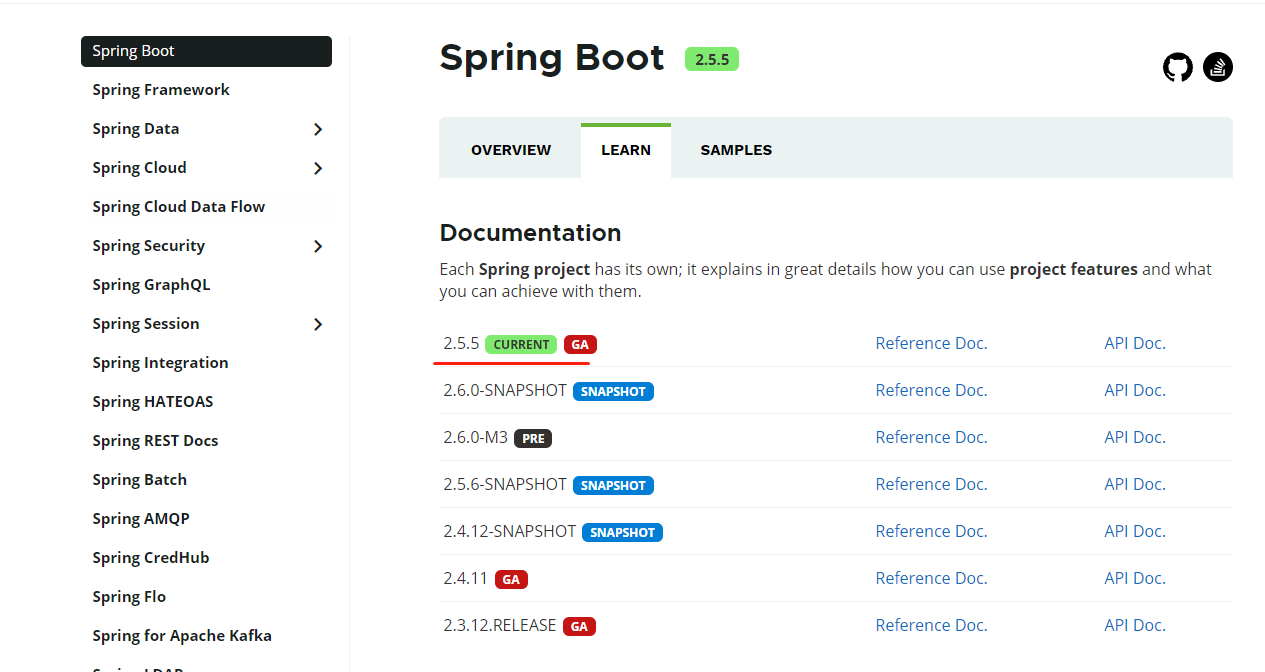 Spring Boot
Spring Framework
Spring Data
Spring Cloud
Spring Cloud Data Flow
Spring Security
Spring GraphQL
Spring Session
Spring Integration
Spring HATEOAS
Spring REST Docs
Spring Batch
Spring AMQP
Spring CredHub
Spring Flo
Spring for Apache Kafka
Spring Boot 2.5.5
OVERVIEW LEARN SAMPLES
Documentation
Each Spring project has its own; it explains in great details how you can use project features and what
you can achieve with them.
2.5.5 CURRENT GA Reference Doc. API Doc.
2.6.0-SNAPSHOT SNAPSHOT Reference Doc. API Doc.
2.6.0-M3 PRE Reference Doc. API Doc.
2.5.6-SNAPSHOT SNAPSHOT Reference Doc. API Doc.
2.4.12-SNAPSHOT SNAPSHOT Reference Doc. API Doc.
2.4.11 GA Reference Doc. API Doc.
2.3.12.RELEASE GA Reference Doc. API Doc.